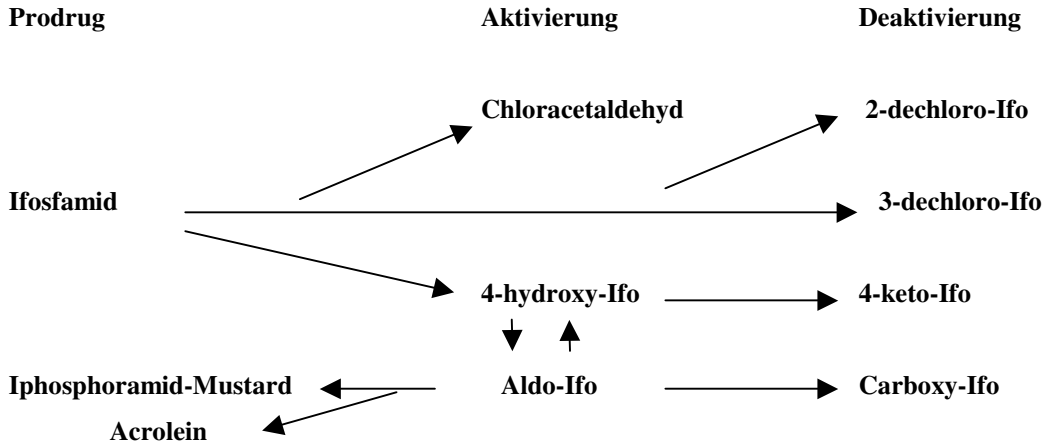 Prodrug Aktivierung Deaktivierung
Chloracetaldehyd 2-dechloro-Ifo
Ifosfamid 3-dechloro-Ifo
4-hydroxy-Ifo 4-keto-Ifo
Iphosphoramid-Mustard Aldo-Ifo Carboxy-Ifo
Acrolein